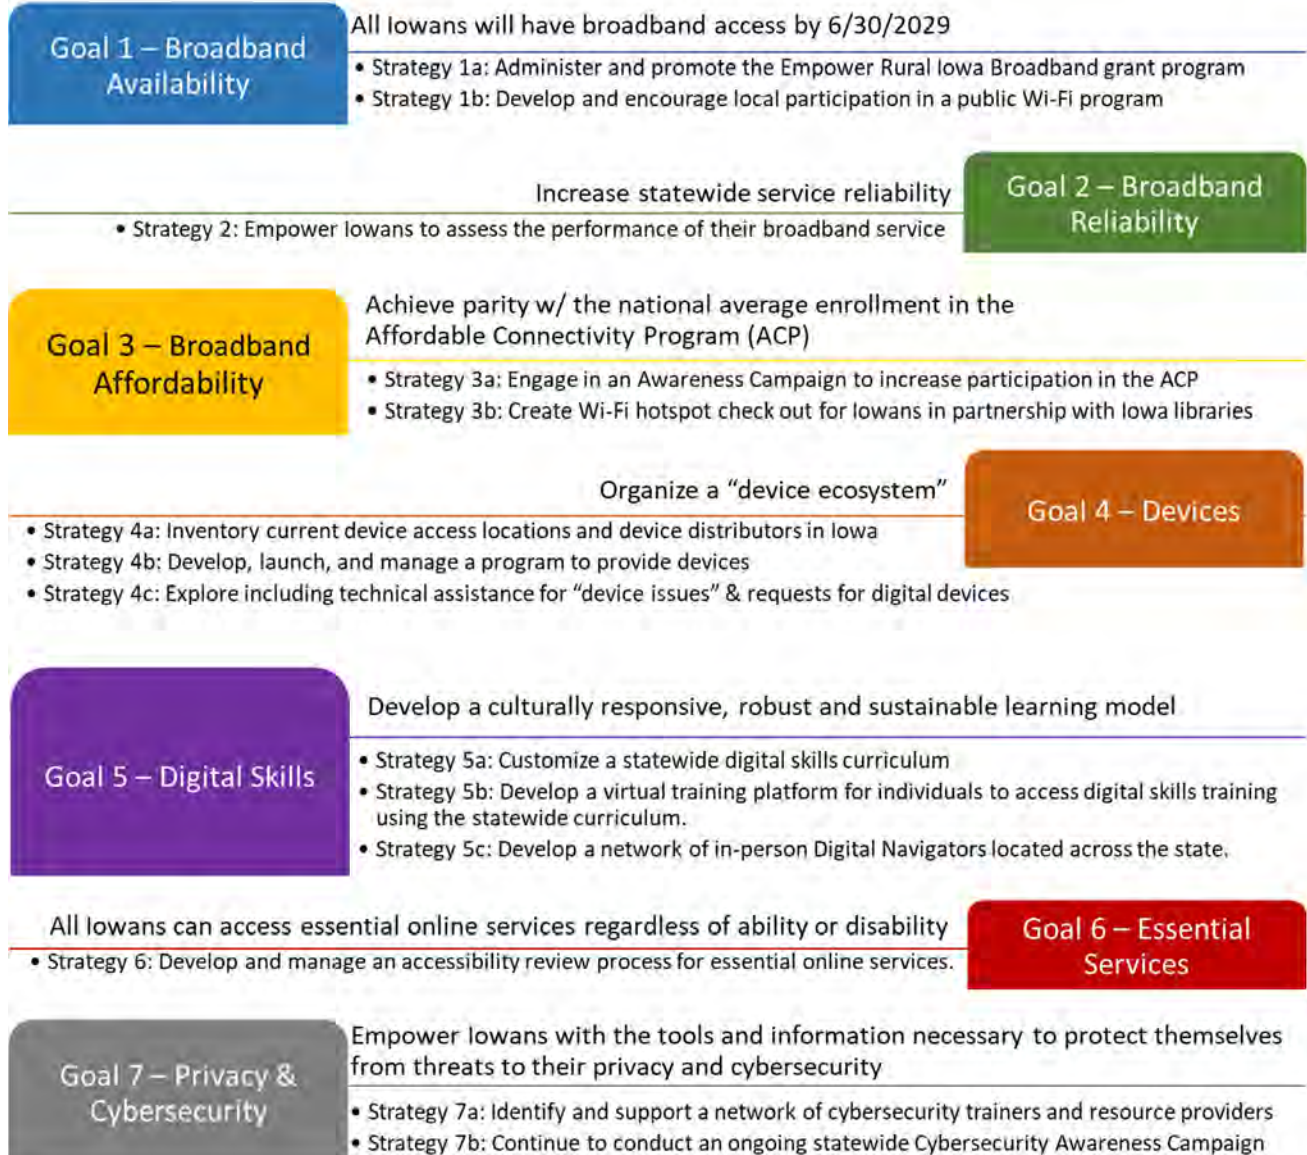 Goal 1 – Broadband
Availability
All Iowans will have broadband access by 6/30/2029
• Strategy 1a: Administer and promote the Empower Rural Iowa Broadband grant program
• Strategy 1b: Develop and encourage local participation in a public Wi-Fi program
Goal 2 – Broadband
Reliability
Increase statewide service reliability
• Strategy 2: Empower Iowans to assess the performance of their broadband service
Goal 3 – Broadband
Affordability
Achieve parity w/ the national average enrollment in the
Affordable Connectivity Program (ACP)
• Strategy 3a: Engage in an Awareness Campaign to increase participation in the ACP
• Strategy 3b: Create Wi-Fi hotspot check out for Iowans in partnership with Iowa libraries
Goal 4 – Devices
Organize a “device ecosystem”
• Strategy 4a: Inventory current device access locations and device distributors in Iowa
• Strategy 4b: Develop, launch, and manage a program to provide devices
• Strategy 4c: Explore including technical assistance for “device issues” & requests for digital devices
Goal 5 – Digital Skills
Develop a culturally responsive, robust and sustainable learning model
• Strategy 5a: Customize a statewide digital skills curriculum
• Strategy 5b: Develop a virtual training platform for individuals to access digital skills training
using the statewide curriculum.
• Strategy 5c: Develop a network of in-person Digital Navigators located across the state.
Goal 6 – Essential
Services
All Iowans can access essential online services regardless of ability or disability
• Strategy 6: Develop and manage an accessibility review process for essential online services.
Goal 7 – Privacy &
Cybersecurity
Empower Iowans with the tools and information necessary to protect themselves
from threats to their privacy and cybersecurity
• Strategy 7a: Identify and support a network of cybersecurity trainers and resource providers
• Strategy 7b: Continue to conduct an ongoing statewide Cybersecurity Awareness Campaign